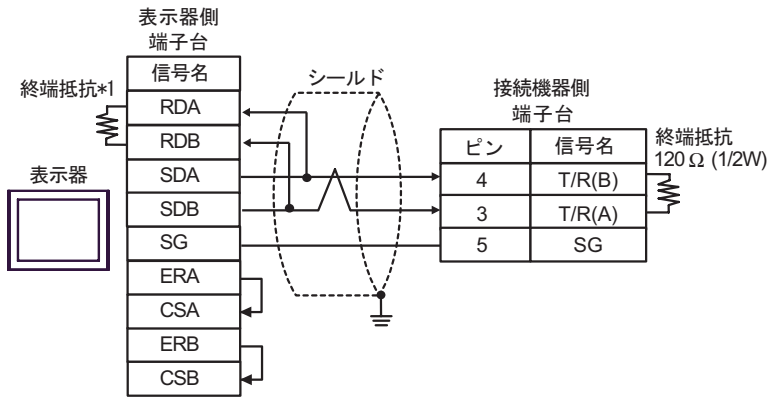 表示器側
端子台
信号名
終端抵抗*1
RDA
RDB
表示器
SDA
SDB
SG
ERA
CSA
ERB
CSB
シールド
接続機器側
端子台
ピン 信号名
4 T/R(B)
3 T/R(A)
5 SG
終端抵抗
120 Ω (1/2W)